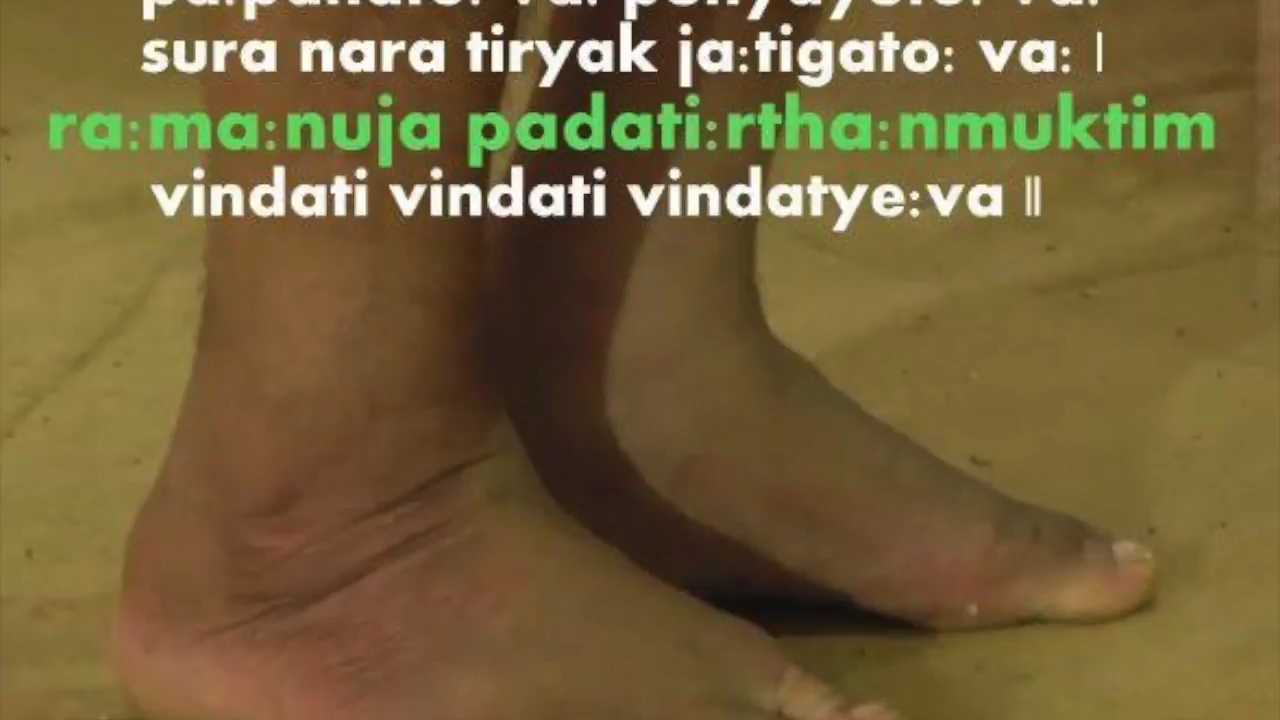 sura nara tiryak ja:tigato: va: |
ra:ma:nuja padati:rtha:nmuktim
vindati vindati vindatye:va ||